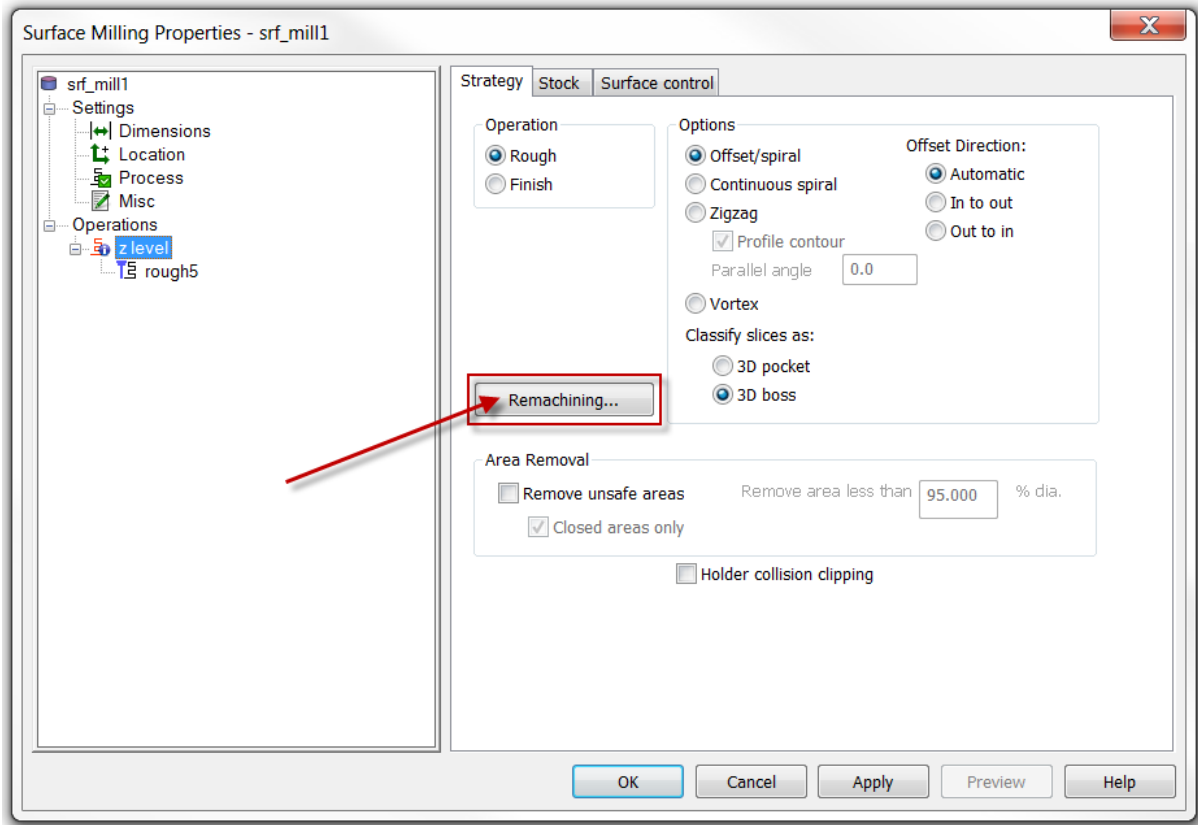 Surface Milling Properties - srf_mill1
X
srf_mill1
Settings
Dimensions
Location
Process
Misc
Operations
z level
rough5
Strategy Stock Surface control
Operation
Rough
Finish
Options
Offset/spiral
Continuous spiral
Zigzag
Profile contour
Parallel angle 0.0
Vortex
Classify slices as:
3D pocket
3D boss
Offset Direction:
Automatic
In to out
Out to in
Remachining...
Area Removal
Remove unsafe areas Remove area less than 95.000 % dia.
Closed areas only
Holder collision clipping
OK Cancel Apply Preview Help